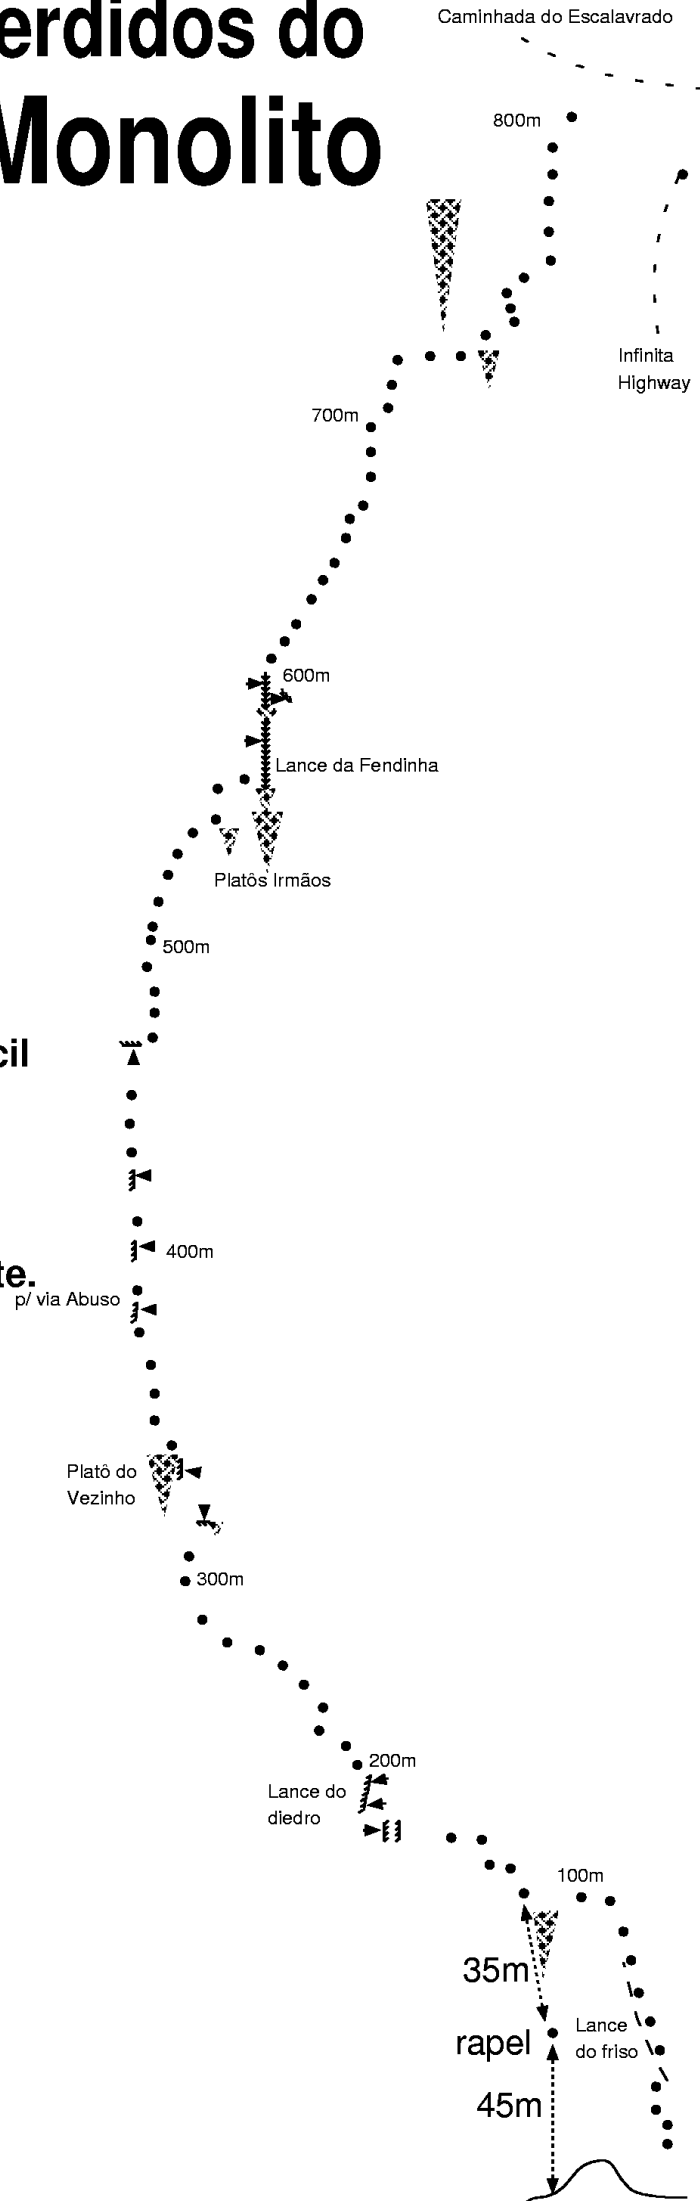 erdidos do
Monolito
Caminhada do Escalavrado
800m
Infinita
Highway
700m
600m
Lance da Fendinha
Platôs Irmãos
500m
cil
400m
te.
p/ via Abuso
Platô do
Vezinho
300m
200m
Lance do
diedro
100m
35m
rapel
Lance
do friso
45m